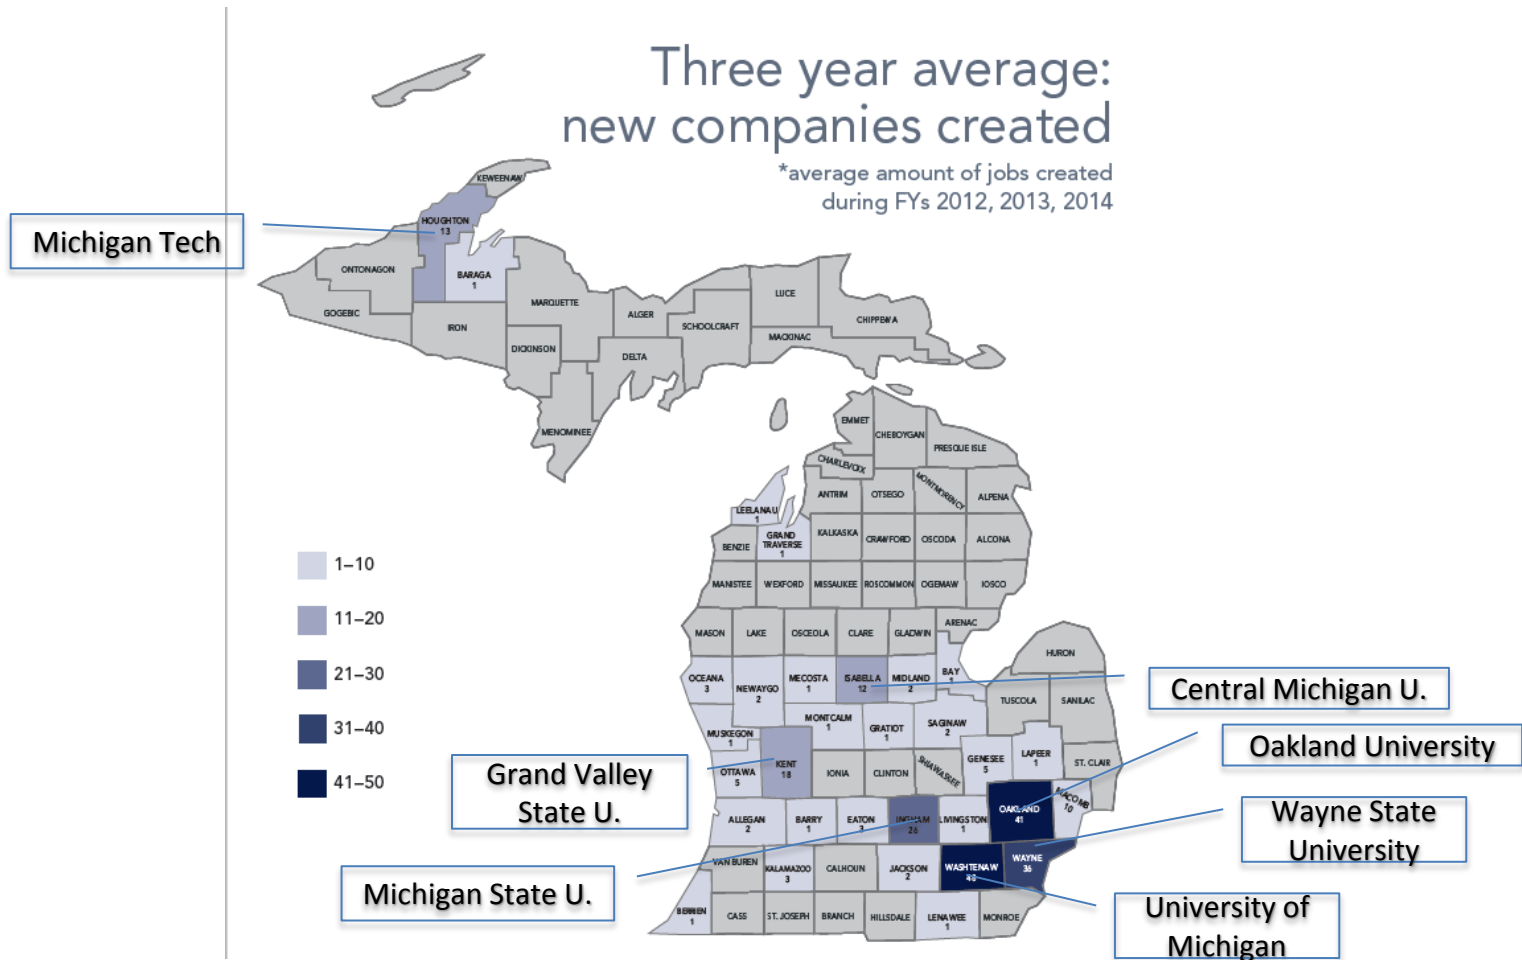 Three year average:
new companies created
*average amount of jobs created
during FYs 2012, 2013, 2014
Michigan Tech
KEWEENAW
HOUGHTON
13
ONTONAGON
BARAGA
1
GOGEBIC
IRON
MARQUETTE
DICKINSON
MENOMINEE
ALGER
DELTA
SCHOOLCRAFT
LUCE
MACKINAC
CHIPPEWA
EMMET
CHEBOYGAN
PRESQUE ISLE
CHARLEVOIX
ANTRIM
OTSEGO
MONTMORENCY
ALPENA
LEELANAU
1
BENZIE
GRAND
TRAVERSE
1
KALKASKA
CRAWFORD
OSCODA
ALCONA
MANISTEE
WEXFORD
MISSAUKEE
ROSCOMMON
OGEMAW
IOSCO
MASON
LAKE
OSCEOLA
CLARE
GLADWIN
ARENAC
HURON
OCEANA
3
NEWAYGO
2
MECOSTA
1
ISABELLA
12
MIDLAND
2
BAY
1
TUSCOLA
SANILAC
MUSKEGON
1
MONTCALM
1
GRATIOT
1
SAGINAW
2
GENESEE
5
LAPEER
1
ST. CLAIR
OTTAWA
5
KENT
18
IONIA
CLINTON
SHIAWASSEE
ALLEGAN
2
BARRY
1
EATON
3
INGHAM
26
LIVINGSTON
1
OAKLAND
41
MACOMB
10
VAN BUREN
KALAMAZOO
3
CALHOUN
JACKSON
2
WASHTENAW
WAYNE
36
BERRIEN
1
CASS
ST. JOSEPH
BRANCH
HILLSDALE
LENAWEE
1
MONROE
1–10
11–20
21–30
31–40
41–50
Central Michigan U.
Oakland University
Wayne State
University
University of
Michigan
Grand Valley
State U.
Michigan State U.